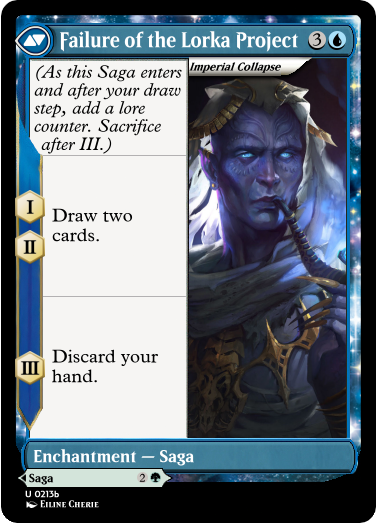 Failure of the Lorka Project 3
Imperial Collapse
(As this Saga enters
and after your draw
step, add a lore
counter. Sacrifice
after III.)
I
II
Draw two
cards.
III
Discard your
hand.
Enchantment — Saga
Saga 2
U 0213b
Eiline Cherie